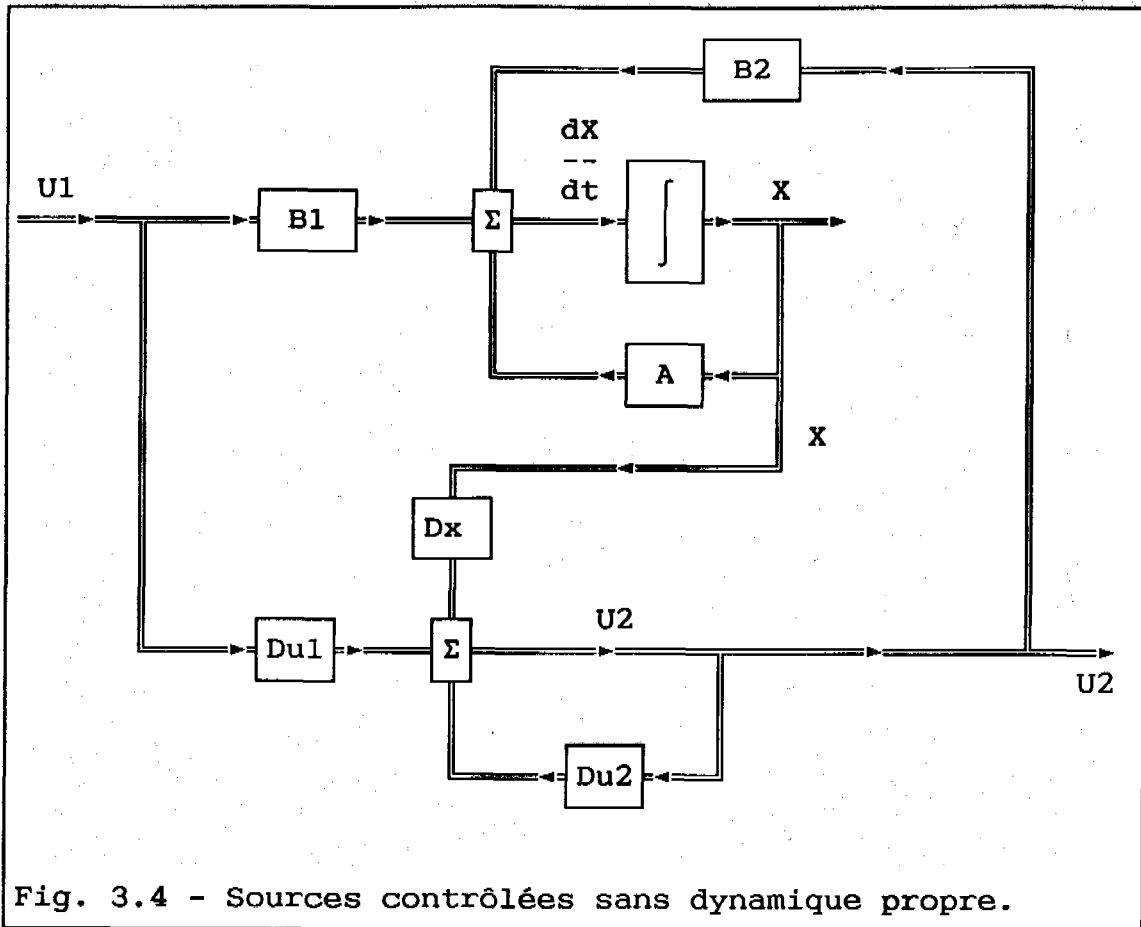 B2
dX
--
dt
U1
X
B1
Σ
∫
A
X
Dx
U2
Du1
Σ
U2
Du2
Fig. 3.4 - Sources contrôlées sans dynamique propre.